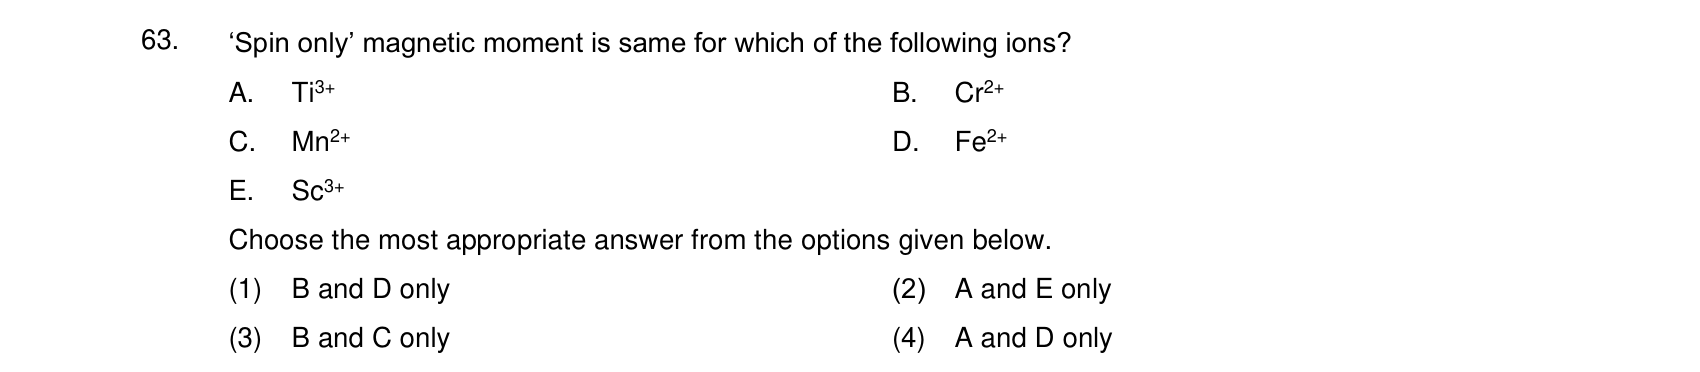 63. ‘Spin only’ magnetic moment is same for which of the following ions?
A. Ti³⁺ B. Cr²⁺
C. Mn²⁺ D. Fe²⁺
E. Sc³⁺
Choose the most appropriate answer from the options given below.
(1) B and D only (2) A and E only
(3) B and C only (4) A and D only